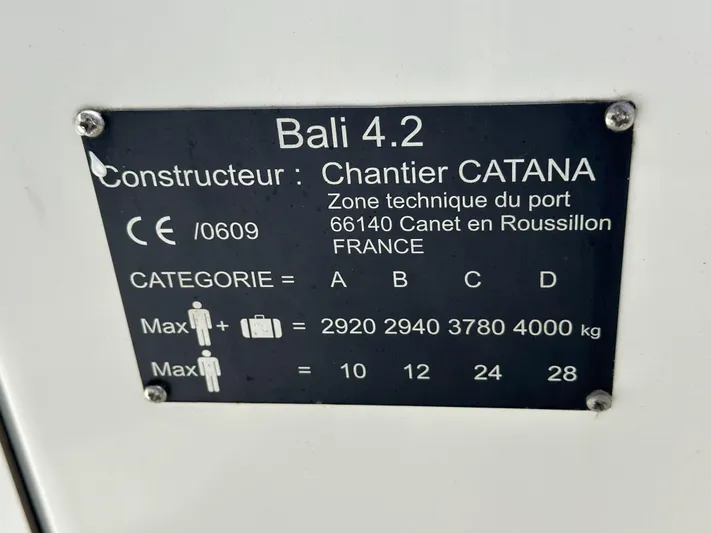 Bali 4.2
Constructeur : Chantier CATANA
Zone technique du port
CE /0609 66140 Canet en Roussillon
FRANCE
CATEGORIE = A B C D
Max + = 2920 2940 3780 4000 kg
Max = 10 12 24 28